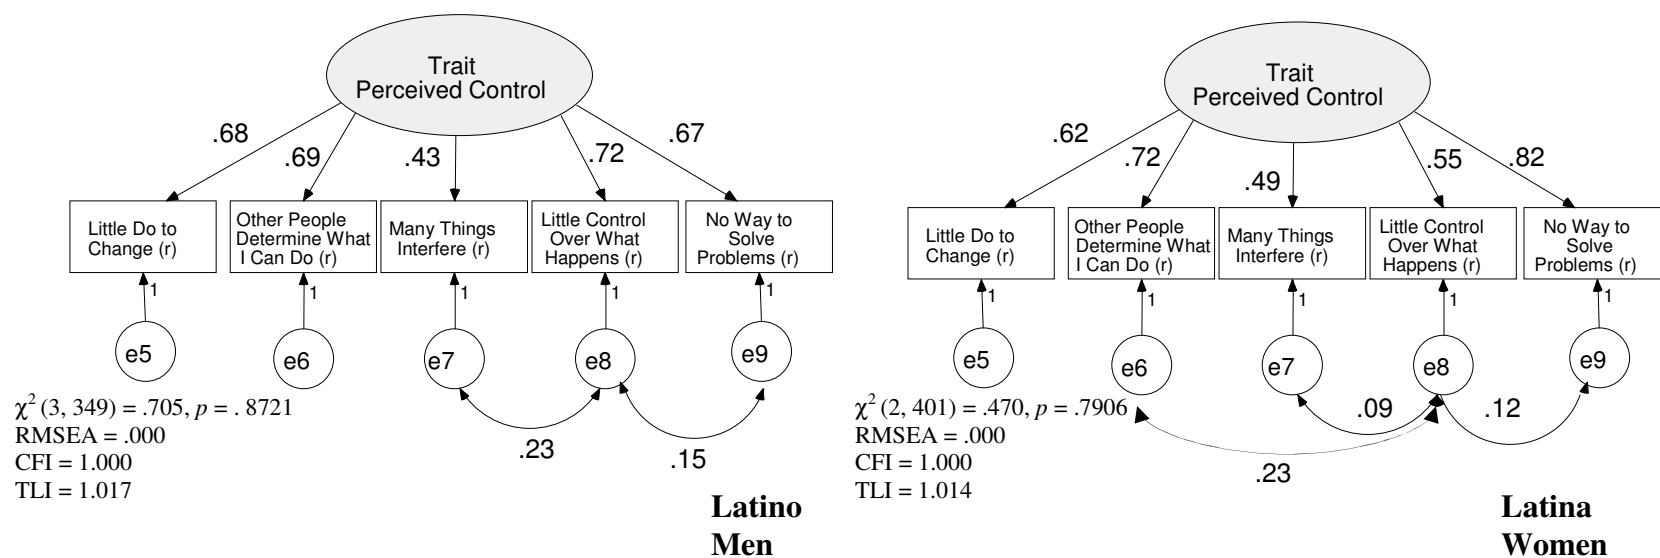 Trait
Perceived Control
.68
.69
.43
.72
.67
Little Do to
Change (r)
Other People
Determine What
I Can Do (r)
Many Things
Interfere (r)
Little Control
Over What
Happens (r)
No Way to
Solve
Problems (r)
1
1
1
1
1
e5
e6
e7
e8
e9
.23
.15
χ² (3, 349) = .705, p = . 8721
RMSEA = .000
CFI = 1.000
TLI = 1.017
Latino
Men
Trait
Perceived Control
.62
.72
.49
.55
.82
Little Do to
Change (r)
Other People
Determine What
I Can Do (r)
Many Things
Interfere (r)
Little Control
Over What
Happens (r)
No Way to
Solve
Problems (r)
1
1
1
1
1
e5
e6
e7
e8
e9
.09
.12
.23
χ² (2, 401) = .470, p = .7906
RMSEA = .000
CFI = 1.000
TLI = 1.014
Latina
Women